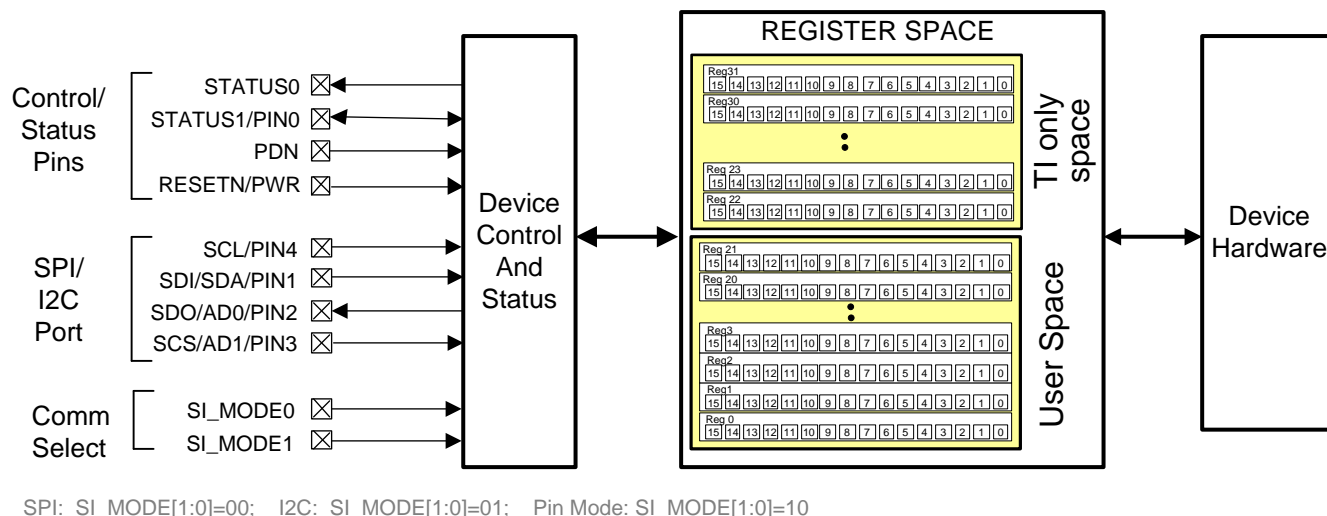 REGISTER SPACE
Control/
Status
Pins
STATUS0
STATUS1/PIN0
PDN
RESETN/PWR
SPI/
I2C
Port
SCL/PIN4
SDI/SDA/PIN1
SDO/AD0/PIN2
SCS/AD1/PIN3
Comm
Select
SI_MODE0
SI_MODE1
Device
Control
And
Status
Reg31
15 14 13 12 11 10 9 8 7 6 5 4 3 2 1 0
Reg30
15 14 13 12 11 10 9 8 7 6 5 4 3 2 1 0
Reg 23
15 14 13 12 11 10 9 8 7 6 5 4 3 2 1 0
Reg 22
15 14 13 12 11 10 9 8 7 6 5 4 3 2 1 0
TI only
space
Reg 21
15 14 13 12 11 10 9 8 7 6 5 4 3 2 1 0
Reg 20
15 14 13 12 11 10 9 8 7 6 5 4 3 2 1 0
Reg3
15 14 13 12 11 10 9 8 7 6 5 4 3 2 1 0
Reg2
15 14 13 12 11 10 9 8 7 6 5 4 3 2 1 0
Reg1
15 14 13 12 11 10 9 8 7 6 5 4 3 2 1 0
Reg 0
15 14 13 12 11 10 9 8 7 6 5 4 3 2 1 0
User Space
Device
Hardware
SPI: SI_MODE[1:0]=00; I2C: SI_MODE[1:0]=01; Pin Mode: SI_MODE[1:0]=10